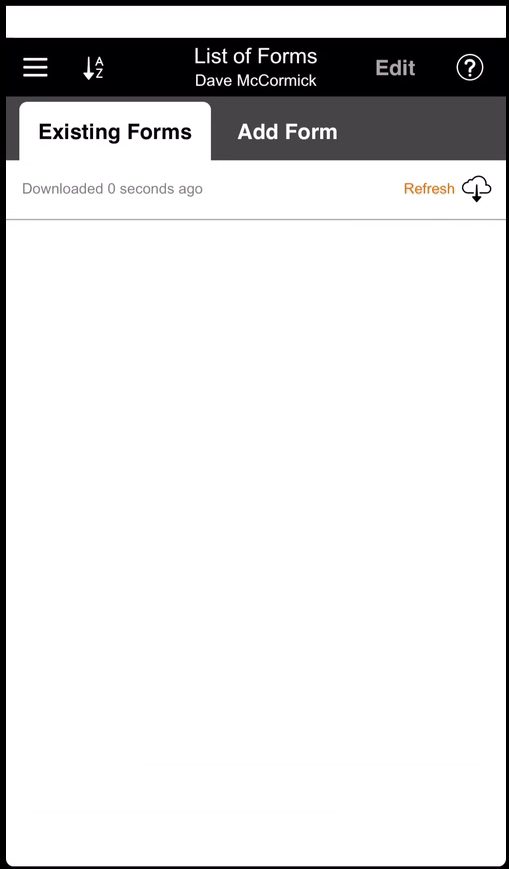 List of Forms
Dave McCormick
Edit
?
A
Z
Existing Forms
Add Form
Downloaded 0 seconds ago
Refresh